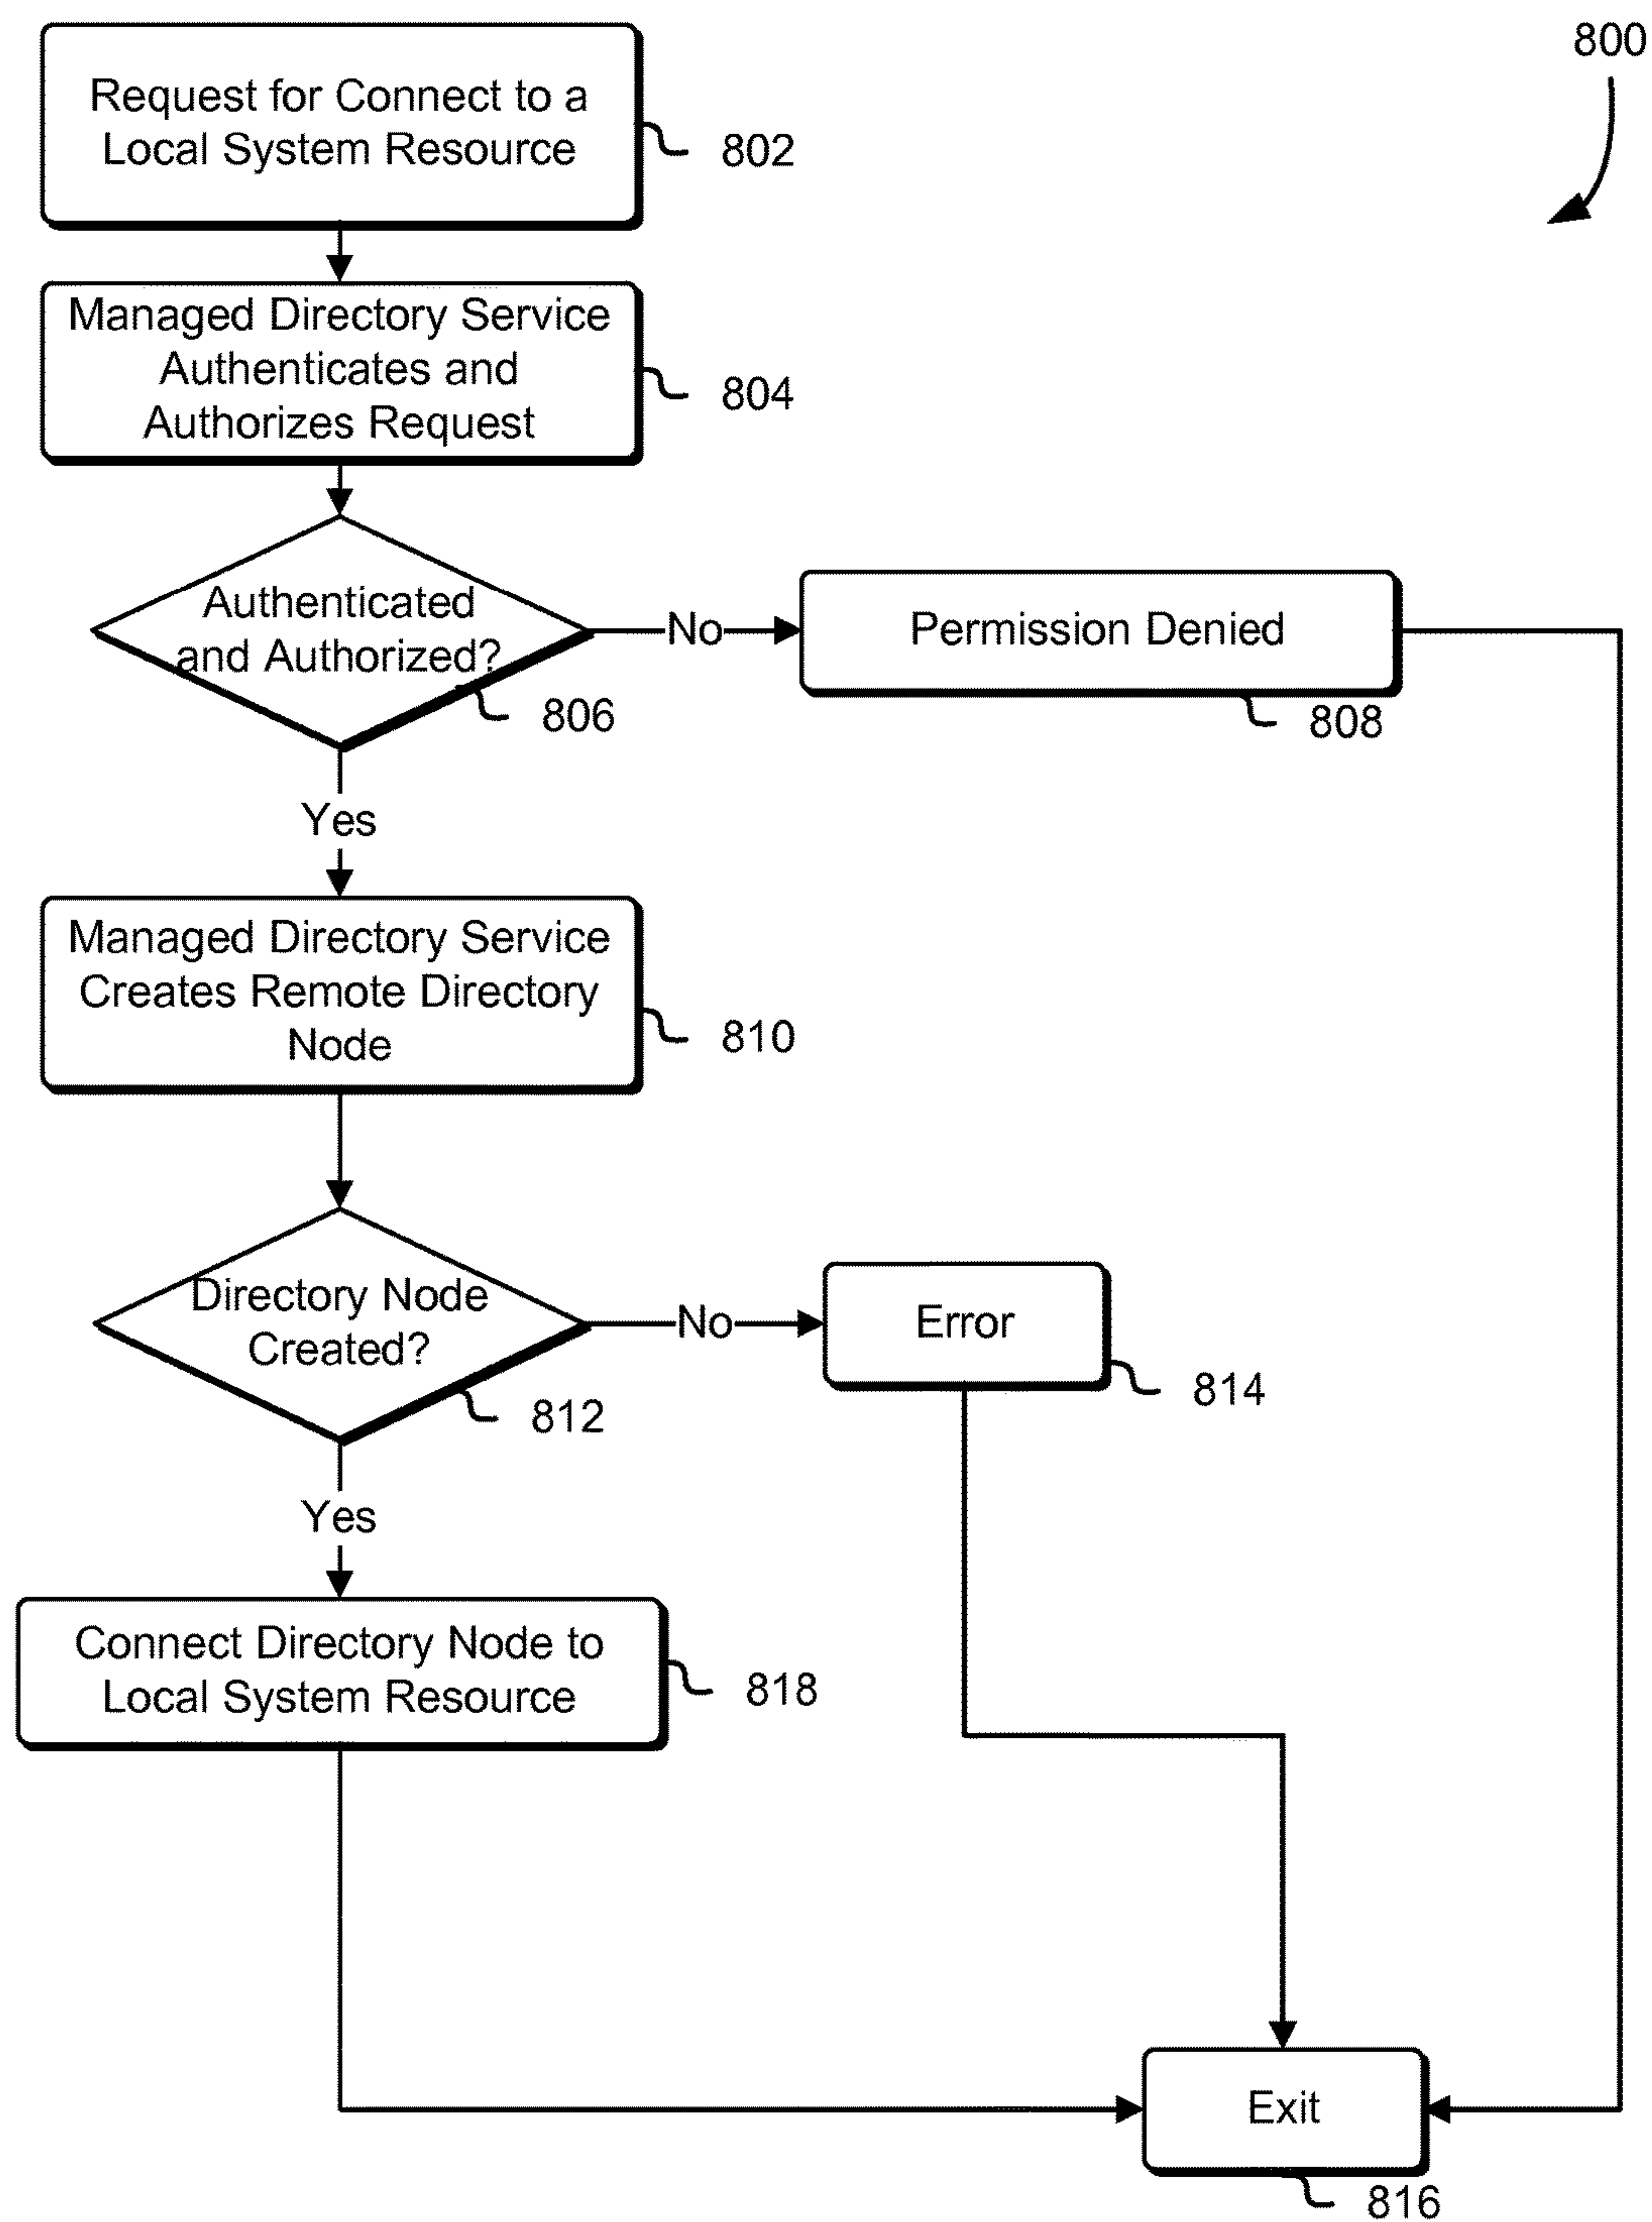 800
Request for Connect to a
Local System Resource
802
Managed Directory Service
Authenticates and
Authorizes Request
804
Authenticated
and Authorized?
806
No
Permission Denied
808
Yes
Managed Directory Service
Creates Remote Directory
Node
810
Directory Node
Created?
812
No
Error
814
Yes
Connect Directory Node to
Local System Resource
818
Exit
816